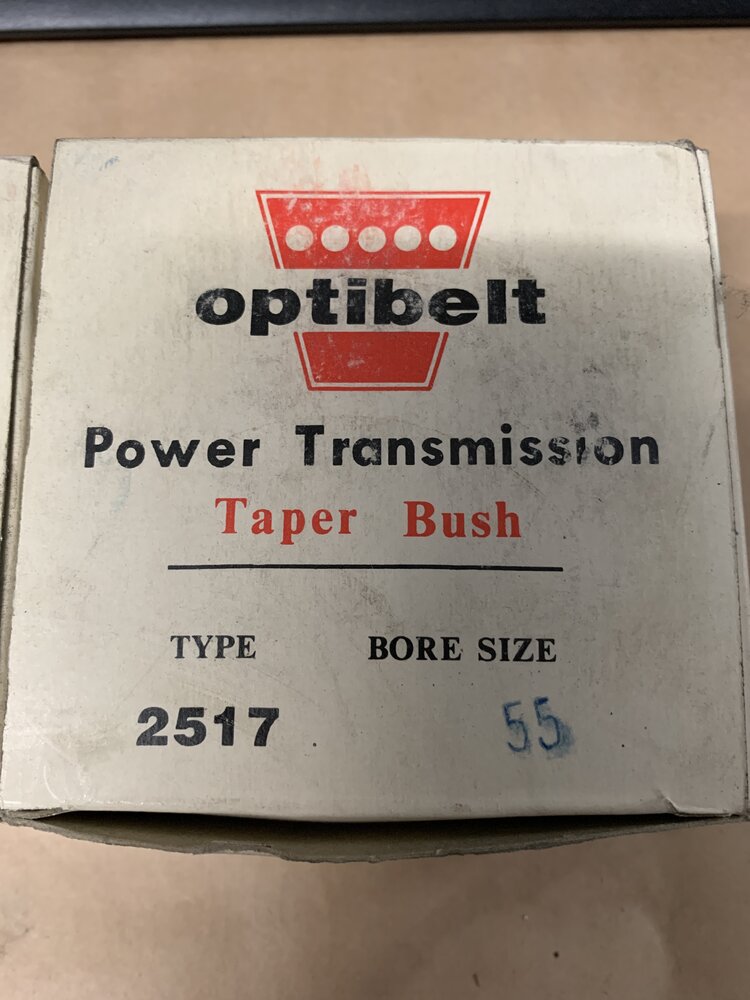 optibelt
Power Transmission
Taper Bush
TYPE BORE SIZE
2517 55